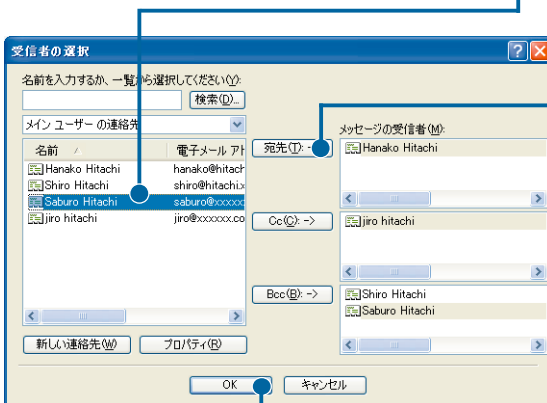 受信者の選択
名前を入力するか、一覧から選択してください(Y):
検索(D)...
メイン ユーザー の連絡先
メッセージの受信者(M):
名前 電子メール アト
宛先(T): ->
Hanako Hitachi hanako@hitach
Shiro Hitachi shiro@hitachi.x
Saburo Hitachi saburo@xxxxx
jiro hitachi jiro@xxxxxx.co
Hanako Hitachi
Cc(C): ->
jiro hitachi
Bcc(B): ->
Shiro Hitachi
Saburo Hitachi
新しい連絡先(W) プロパティ(R)
OK キャンセル